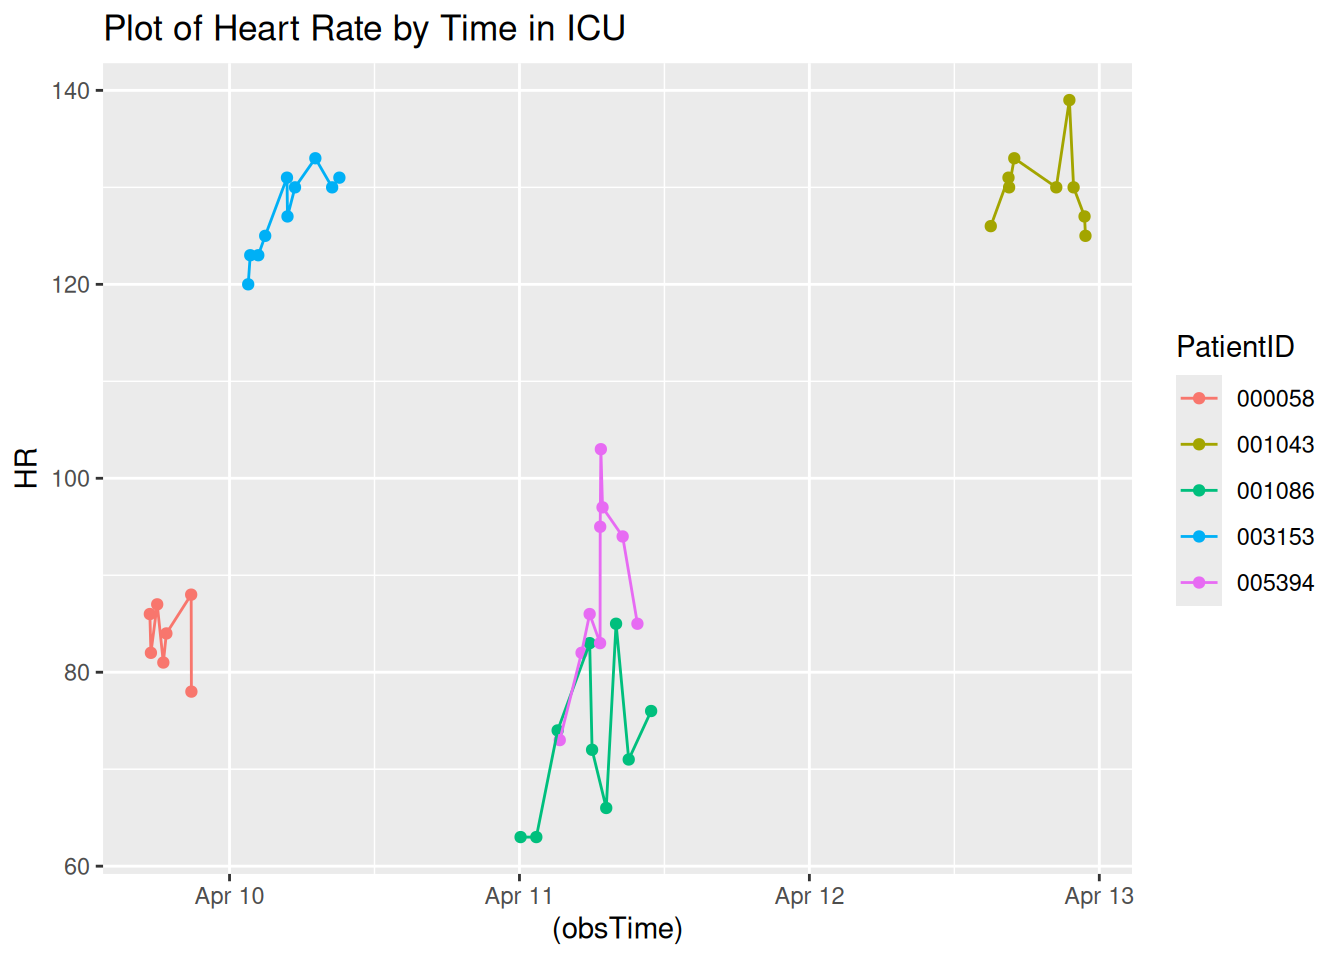 Plot of Heart Rate by Time in ICU
140
120
100
80
60
HR
Apr 10 Apr 11 Apr 12 Apr 13
(obsTime)
PatientID
000058
001043
001086
003153
005394